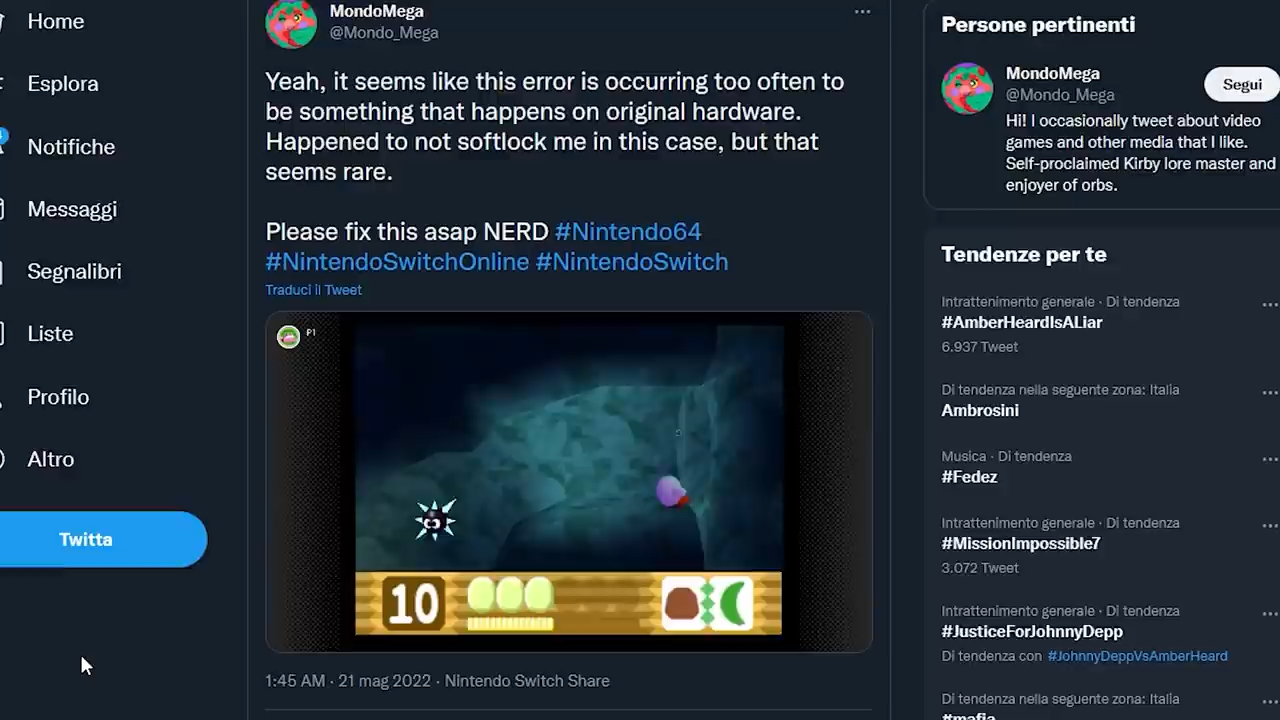 Home
Esplora
Notifiche
Messaggi
Segnalibri
Liste
Profilo
Altro
Twitta
MondoMega
@Mondo_Mega
Yeah, it seems like this error is occurring too often to
be something that happens on original hardware.
Happened to not softlock me in this case, but that
seems rare.
Please fix this asap NERD #Nintendo64
#NintendoSwitchOnline #NintendoSwitch
Traduci il Tweet
P1
10
1:45 AM · 21 mag 2022 · Nintendo Switch Share
Persone pertinenti
MondoMega
@Mondo_Mega
Segui
Hi! I occasionally tweet about video
games and other media that I like.
Self-proclaimed Kirby lore master and
enjoyer of orbs.
Tendenze per te
Intrattenimento generale · Di tendenza
#AmberHeardIsALiar
6.937 Tweet
Di tendenza nella seguente zona: Italia
Ambrosini
Musica · Di tendenza
#Fedez
Intrattenimento generale · Di tendenza
#MissionImpossible7
3.072 Tweet
Intrattenimento generale · Di tendenza
#JusticeForJohnnyDepp
Di tendenza con #JohnnyDeppVsAmberHeard
Di tendenza nella seguente zona: Italia
#mafia